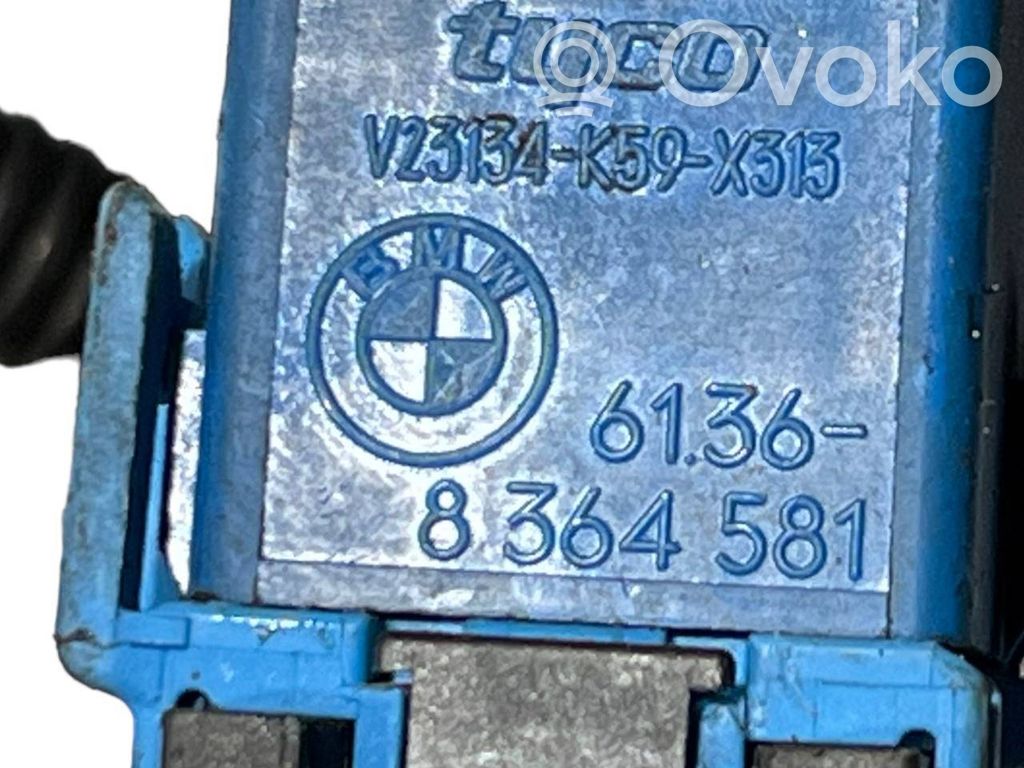 tyco
Ovoko
V23134-K59-X313
BMW
61.36-
8 364 581